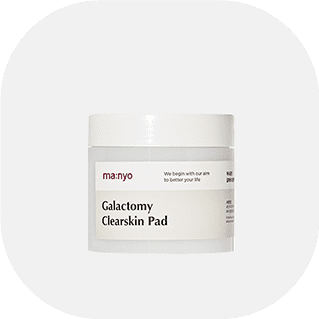 ma:nyo
We begin with our aim
to better your life
Galactomy
Clearskin Pad